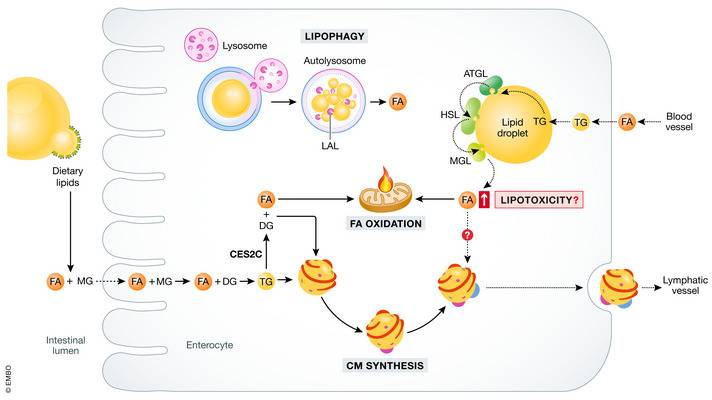 LIPOPHAGY
Lysosome
Autolysosome
FA
LAL
ATGL
HSL
MGL
Lipid
droplet
TG
TG
FA
Blood
vessel
Dietary
lipids
FA
+
DG
FA OXIDATION
FA
LIPOTOXICITY?
?
CES2C
FA + MG
FA + MG
FA + DG
TG
Lymphatic
vessel
CM SYNTHESIS
Intestinal
lumen
Enterocyte
© EMBO